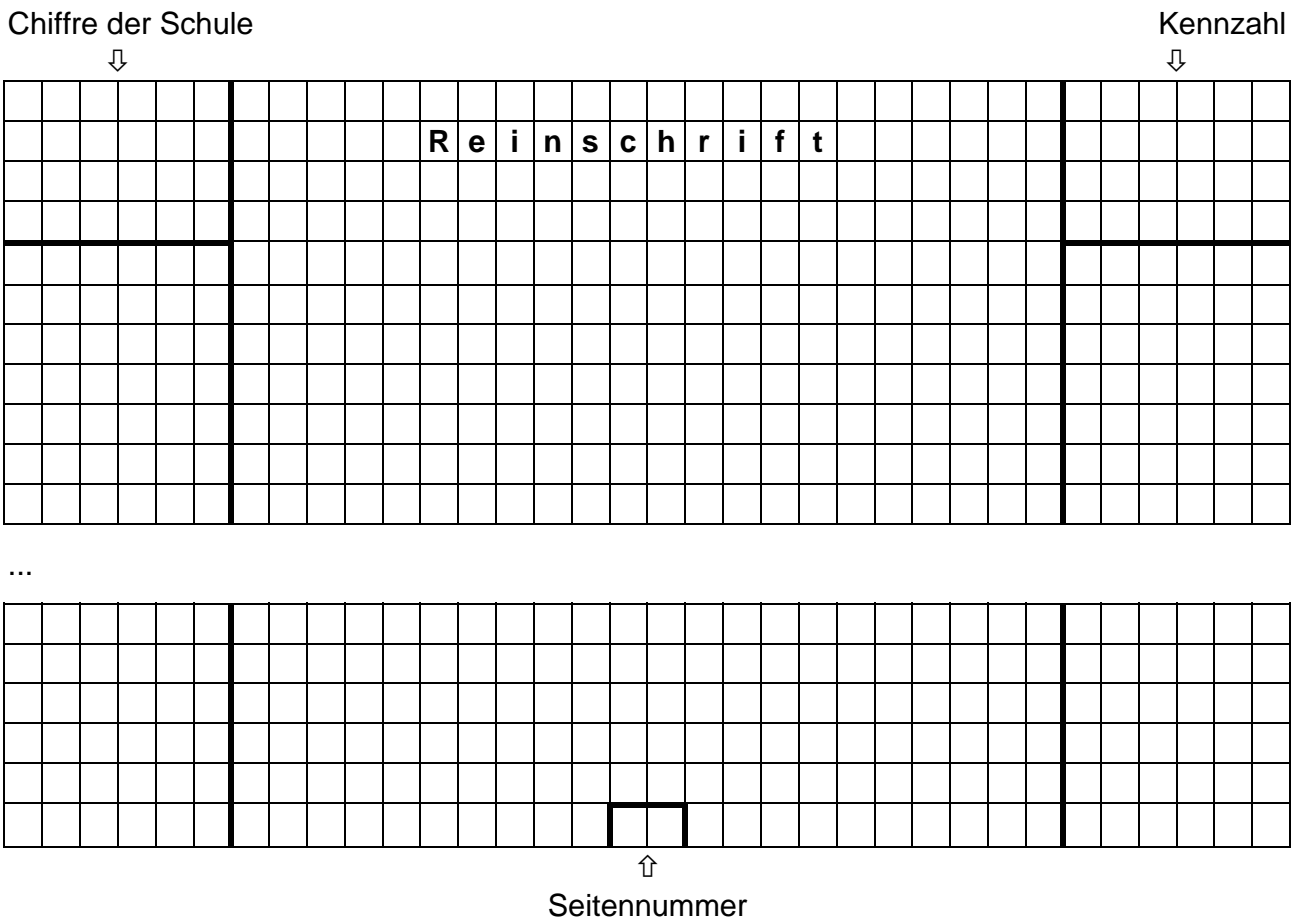 Chiffre der Schule Kennzahl
⇩ ⇩
Reinschrift
...
⇧
Seitennummer